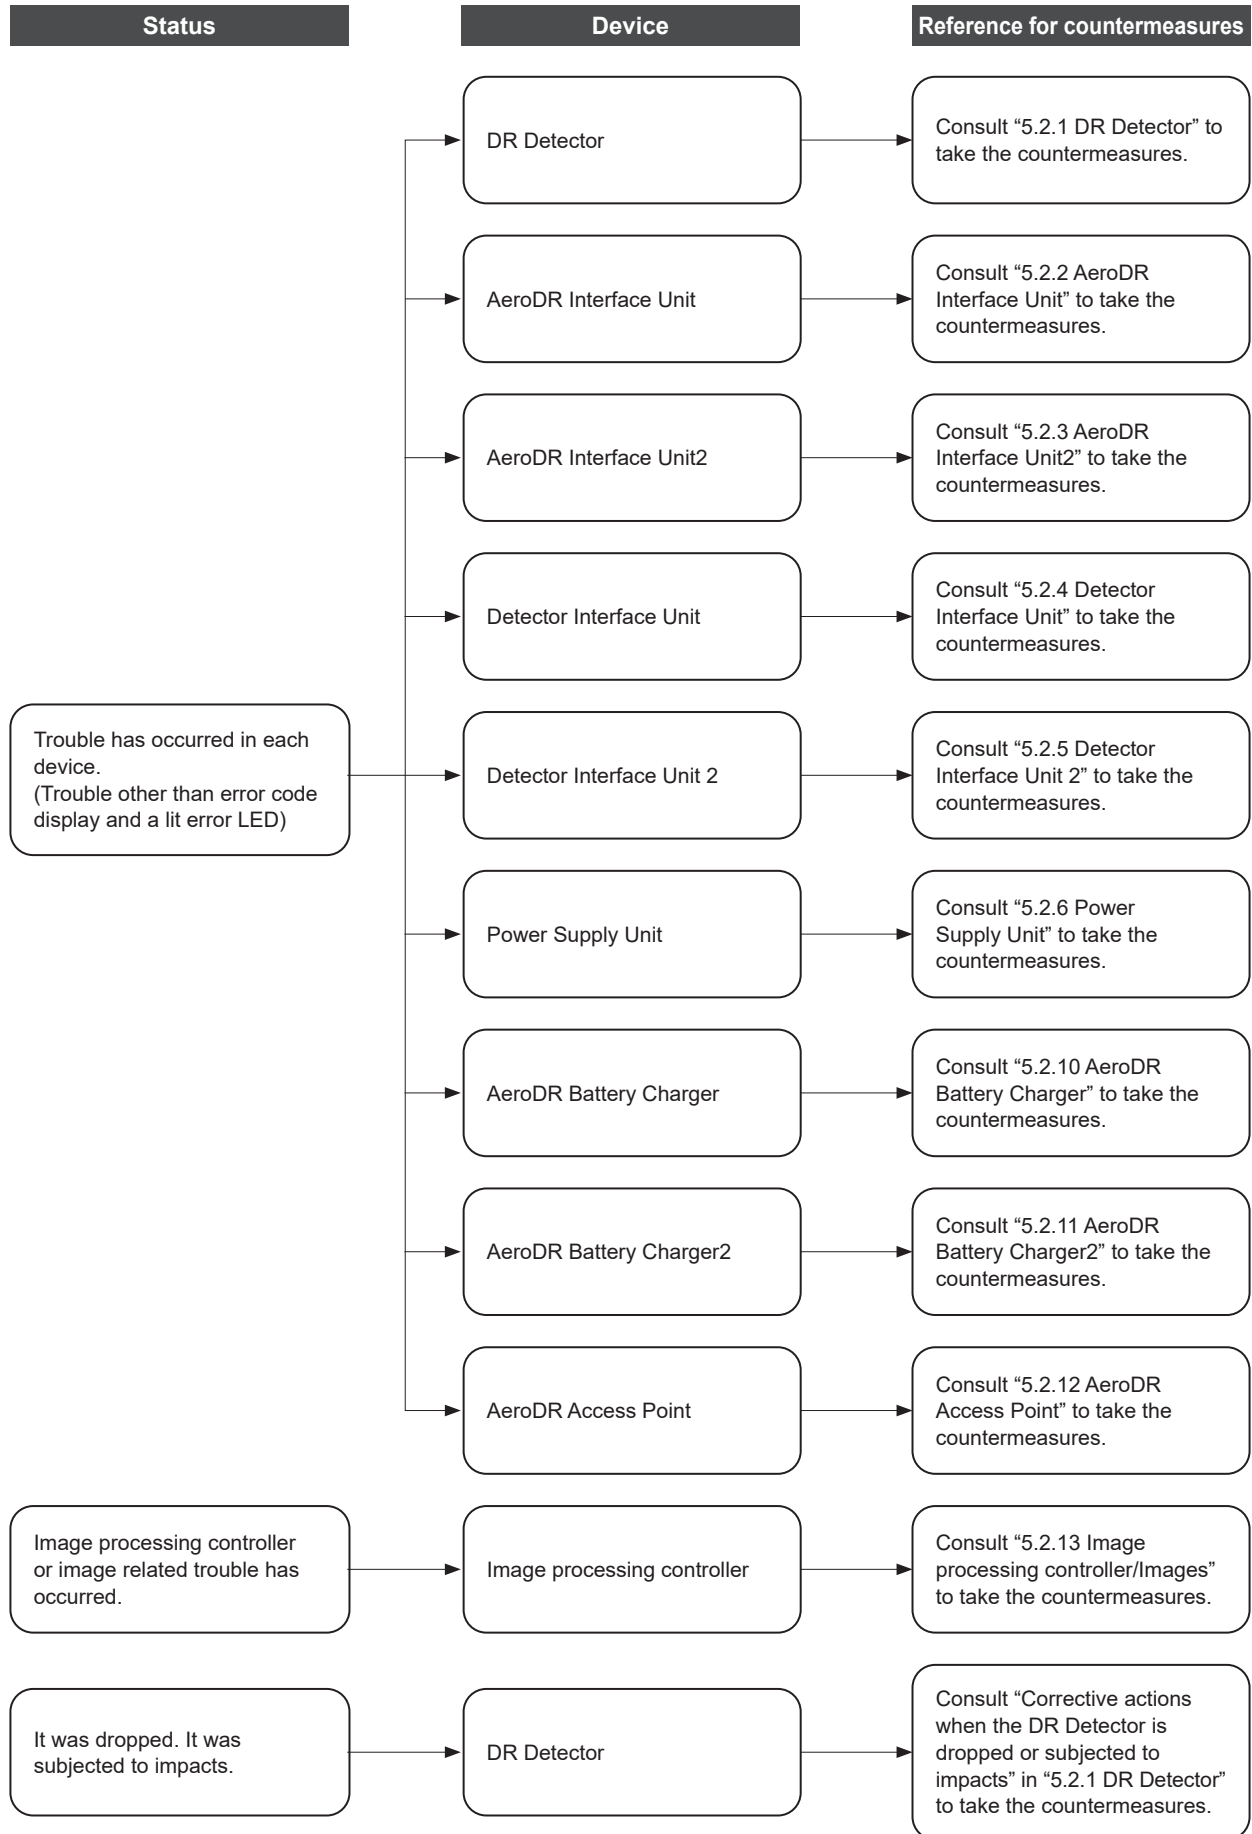 Status
Device
Reference for countermeasures
DR Detector
Consult “5.2.1 DR Detector” to
take the countermeasures.
AeroDR Interface Unit
Consult “5.2.2 AeroDR
Interface Unit” to take the
countermeasures.
AeroDR Interface Unit2
Consult “5.2.3 AeroDR
Interface Unit2” to take the
countermeasures.
Detector Interface Unit
Consult “5.2.4 Detector
Interface Unit” to take the
countermeasures.
Trouble has occurred in each
device.
(Trouble other than error code
display and a lit error LED)
Detector Interface Unit 2
Consult “5.2.5 Detector
Interface Unit 2” to take the
countermeasures.
Power Supply Unit
Consult “5.2.6 Power
Supply Unit” to take the
countermeasures.
AeroDR Battery Charger
Consult “5.2.10 AeroDR
Battery Charger” to take the
countermeasures.
AeroDR Battery Charger2
Consult “5.2.11 AeroDR
Battery Charger2” to take the
countermeasures.
AeroDR Access Point
Consult “5.2.12 AeroDR
Access Point” to take the
countermeasures.
Image processing controller
or image related trouble has
occurred.
Image processing controller
Consult “5.2.13 Image
processing controller/Images”
to take the countermeasures.
It was dropped. It was
subjected to impacts.
DR Detector
Consult “Corrective actions
when the DR Detector is
dropped or subjected to
impacts” in “5.2.1 DR Detector”
to take the countermeasures.